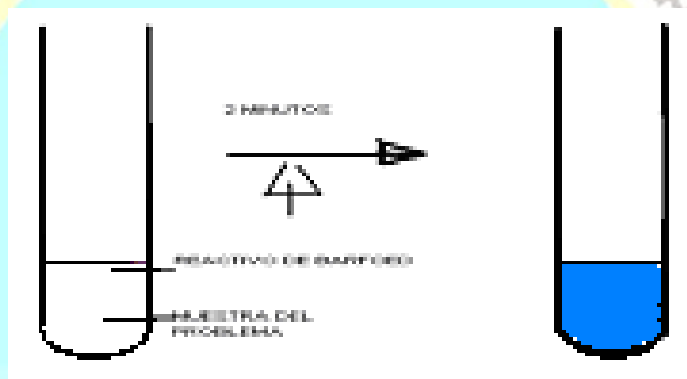 2 MINUTOS
REACTIVO DE BARFOED
MUESTRA DEL
PROBLEMA